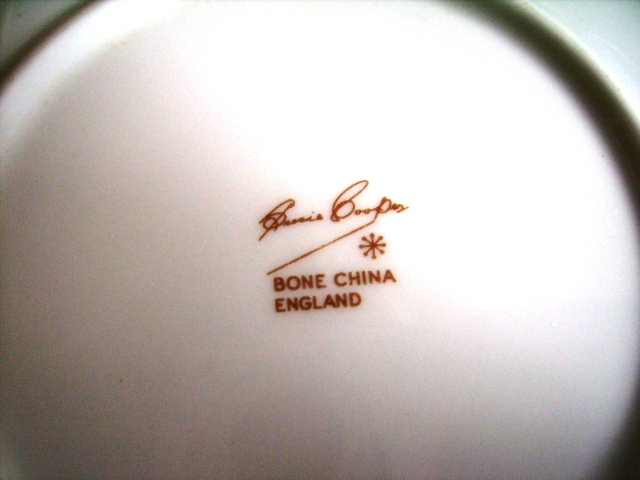 Susie Cooper
BONE CHINA
ENGLAND